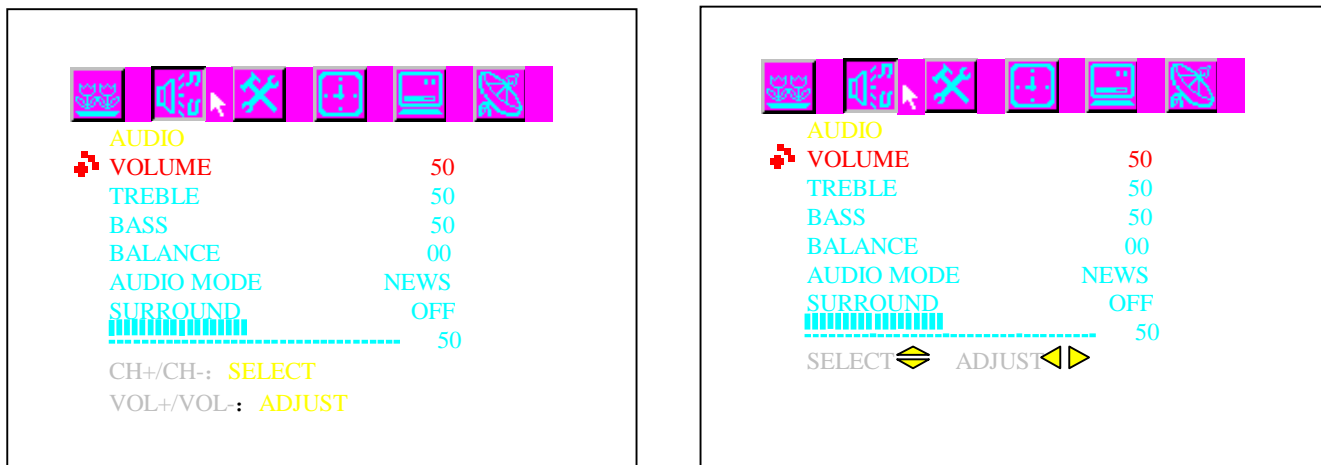 AUDIO
VOLUME 50
TREBLE 50
BASS 50
BALANCE 00
AUDIO MODE NEWS
SURROUND OFF
50
CH+/CH-: SELECT
VOL+/VOL-: ADJUST
AUDIO
VOLUME 50
TREBLE 50
BASS 50
BALANCE 00
AUDIO MODE NEWS
SURROUND OFF
50
SELECT ADJUST